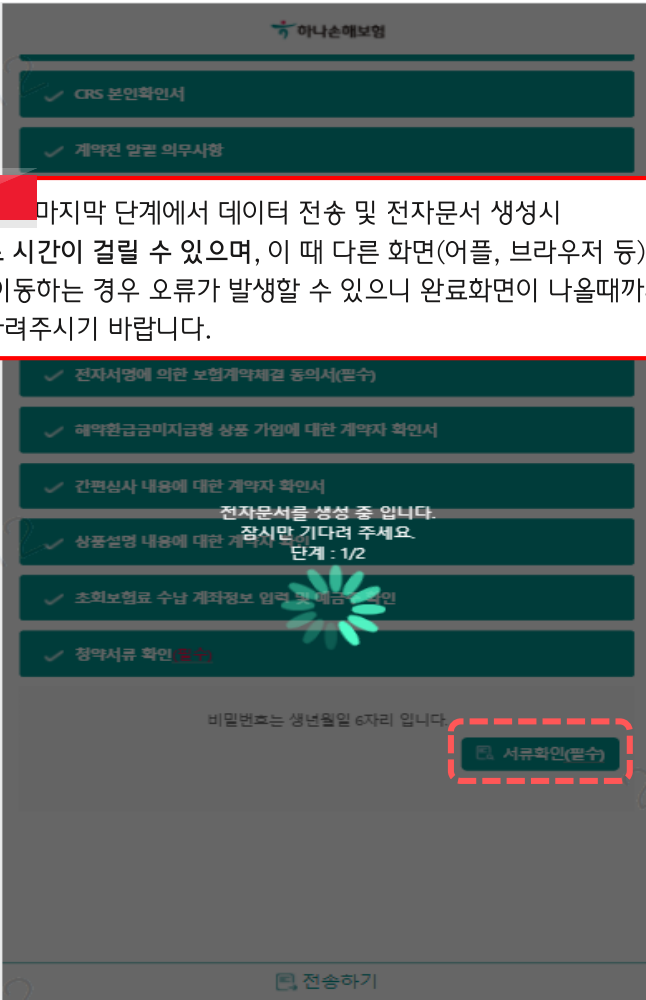 하나손해보험
CRS 본인확인서
계약전 알릴 의무사항
마지막 단계에서 데이터 전송 및 전자문서 생성시
시간이 걸릴 수 있으며, 이 때 다른 화면(어플, 브라우저 등)
이동하는 경우 오류가 발생할 수 있으니 완료화면이 나올때까
려주시기 바랍니다.
전자서명에 의한 보험계약체결 동의서(필수)
해약환급금미지급형 상품 가입에 대한 계약자 확인서
간편심사 내용에 대한 계약자 확인서
전자문서를 생성 중 입니다.
잠시만 기다려 주세요.
상품설명 내용에 대한 계약자 확인
단계 : 1/2
초회보험료 수납 계좌정보 입력 및 예금주 확인
청약서류 확인(필수)
비밀번호는 생년월일 6자리 입니다.
서류확인(필수)
전송하기